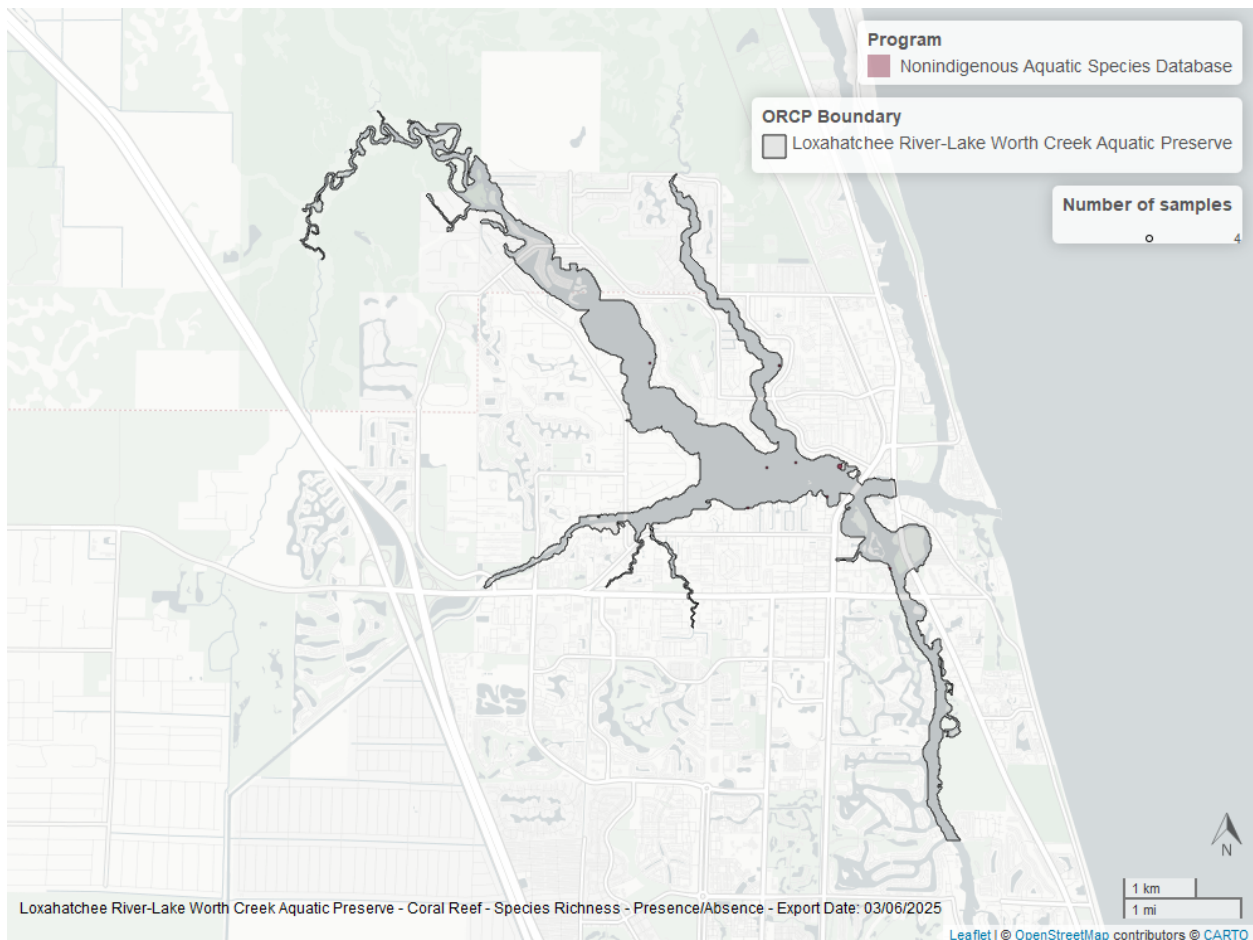 Program
Nonindigenous Aquatic Species Database
ORCP Boundary
Loxahatchee River-Lake Worth Creek Aquatic Preserve
Number of samples
4
N
1 km
1 mi
Loxahatchee River-Lake Worth Creek Aquatic Preserve - Coral Reef - Species Richness - Presence/Absence - Export Date: 03/06/2025
Leaflet | © OpenStreetMap contributors © CARTO